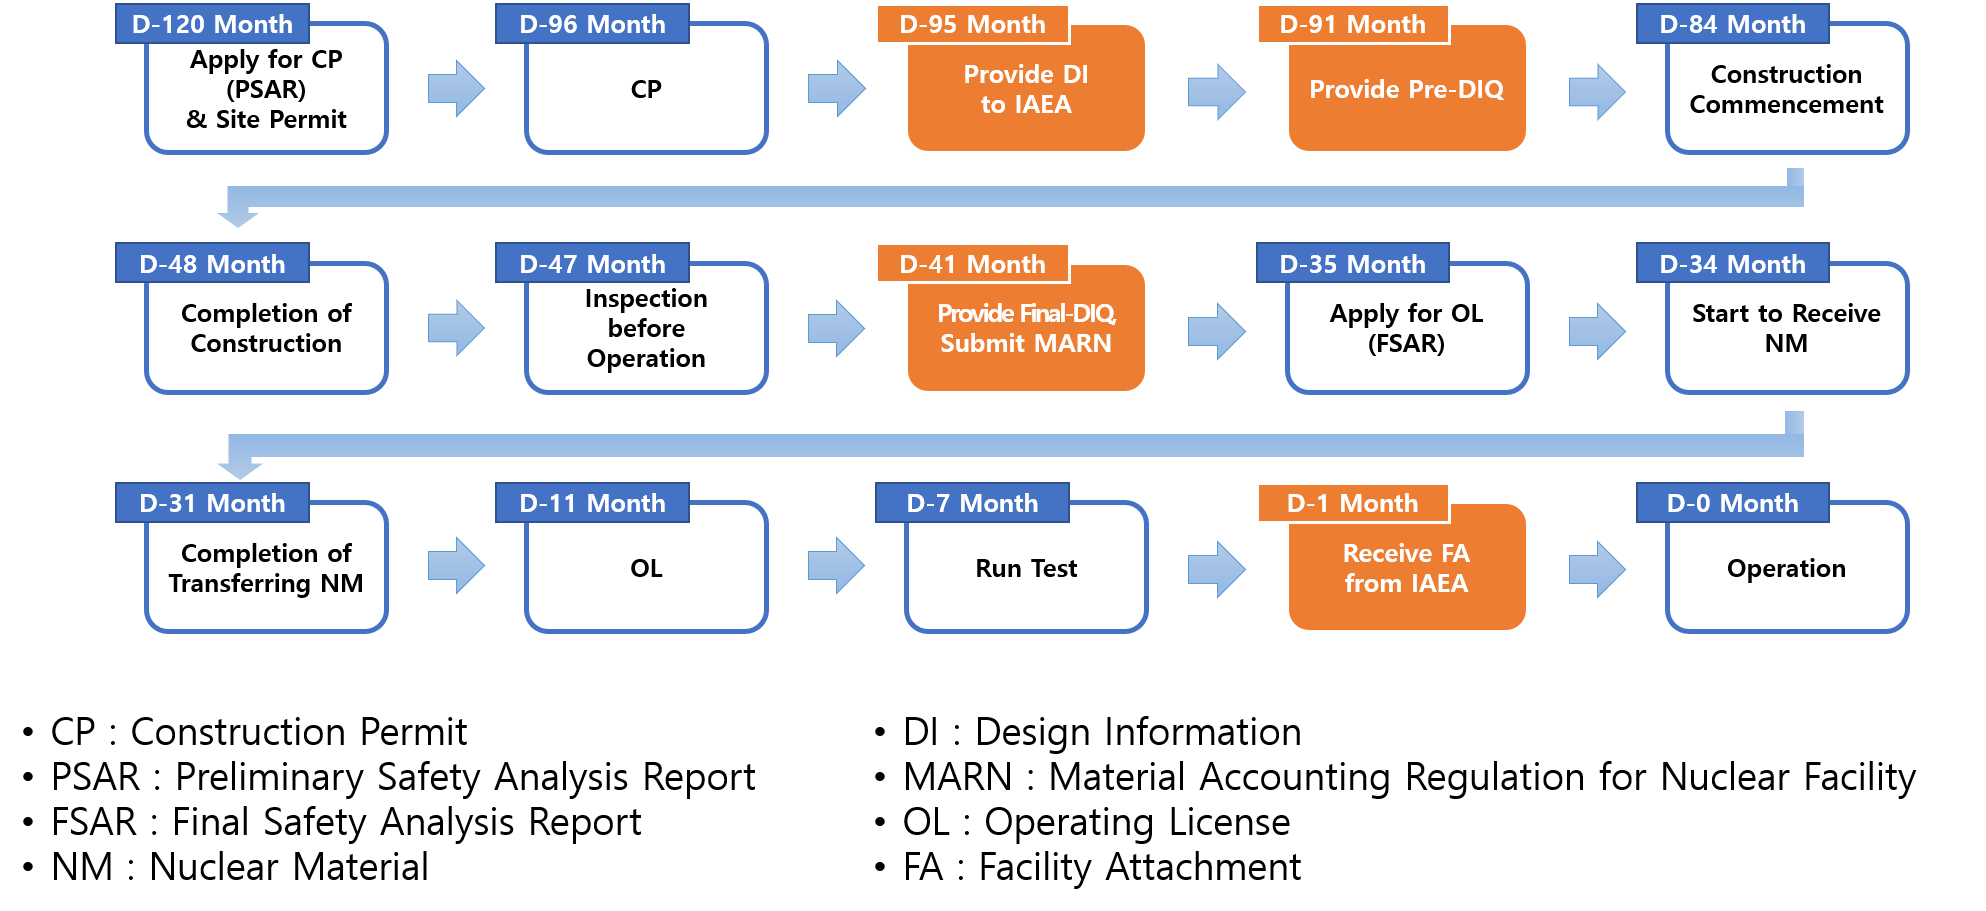 D-120 Month
Apply for CP
(PSAR)
& Site Permit
D-96 Month
CP
D-95 Month
Provide DI
to IAEA
D-91 Month
Provide Pre-DIQ
D-84 Month
Construction
Commencement
D-48 Month
Completion of
Construction
D-47 Month
Inspection
before
Operation
D-41 Month
Provide Final-DIQ,
Submit MARN
D-35 Month
Apply for OL
(FSAR)
D-34 Month
Start to Receive
NM
D-31 Month
Completion of
Transferring NM
D-11 Month
OL
D-7 Month
Run Test
D-1 Month
Receive FA
from IAEA
D-0 Month
Operation
• CP : Construction Permit
• PSAR : Preliminary Safety Analysis Report
• FSAR : Final Safety Analysis Report
• NM : Nuclear Material
• DI : Design Information
• MARN : Material Accounting Regulation for Nuclear Facility
• OL : Operating License
• FA : Facility Attachment